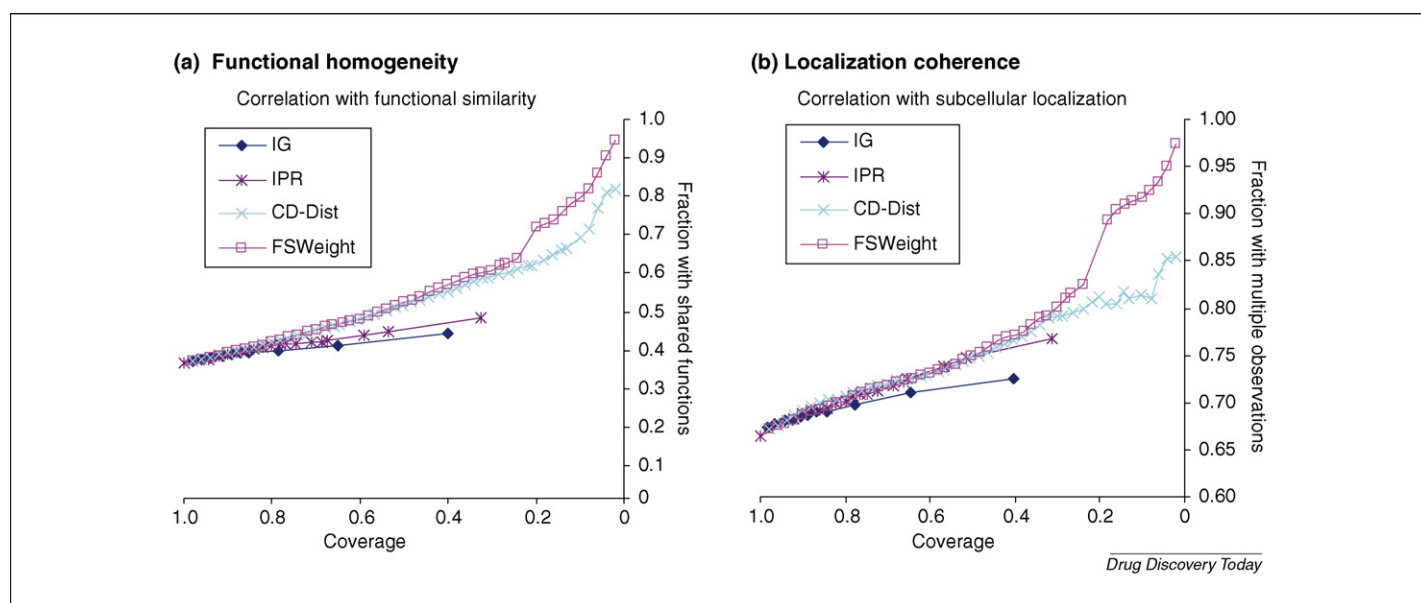 (a) Functional homogeneity
Correlation with functional similarity
IG
IPR
CD-Dist
FSWeight
1.0
0.9
0.8
0.7
0.6
0.5
0.4
0.3
0.2
0.1
0
Fraction with shared functions
1.0
0.8
0.6
0.4
0.2
0
Coverage
(b) Localization coherence
Correlation with subcellular localization
IG
IPR
CD-Dist
FSWeight
1.00
0.95
0.90
0.85
0.80
0.75
0.70
0.65
0.60
Fraction with multiple observations
1.0
0.8
0.6
0.4
0.2
0
Coverage
Drug Discovery Today